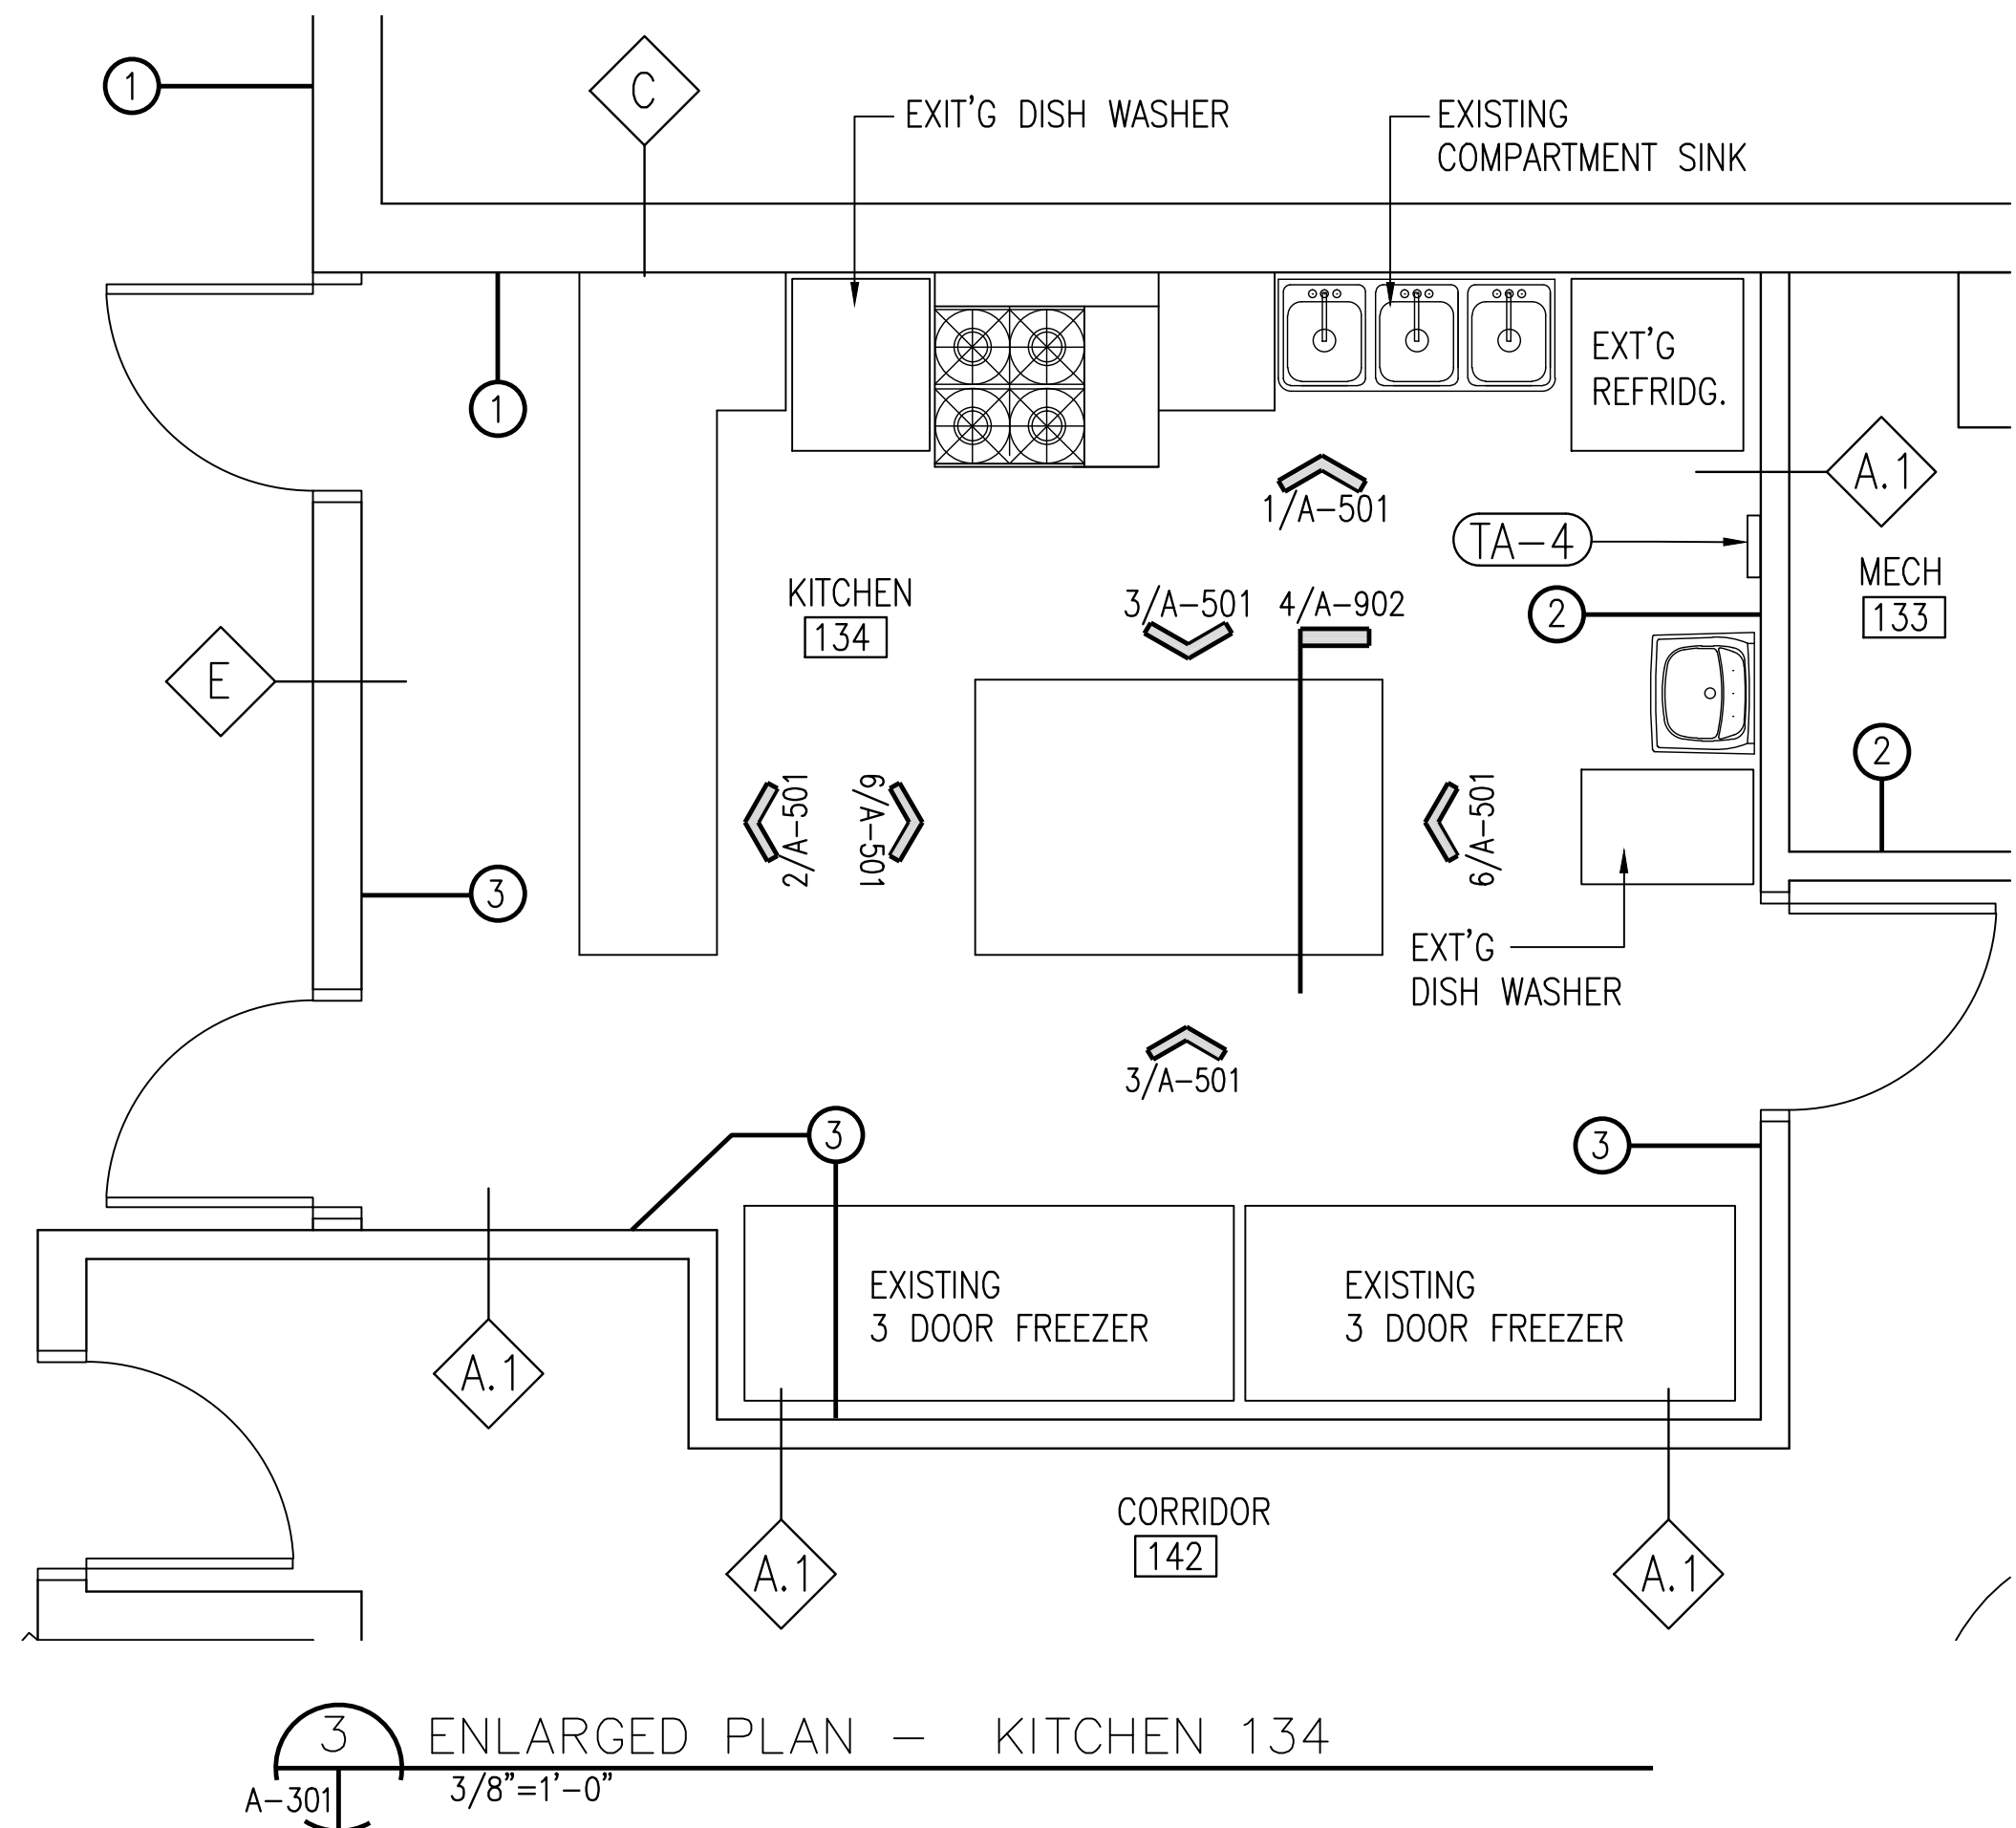 1
C
EXIT'G DISH WASHER
EXISTING
COMPARTMENT SINK
EXT'G
REFRIDG.
1
A.1
1/A-501
TA-4
MECH
133
KITCHEN
134
3/A-501
4/A-902
2
E
2
2/A-501
6/A-501
6/A-501
3
EXT'G
DISH WASHER
3/A-501
3
3
EXISTING
3 DOOR FREEZER
EXISTING
3 DOOR FREEZER
A.1
CORRIDOR
142
A.1
A.1
3
ENLARGED PLAN - KITCHEN 134
A-301
3/8"=1'-0"